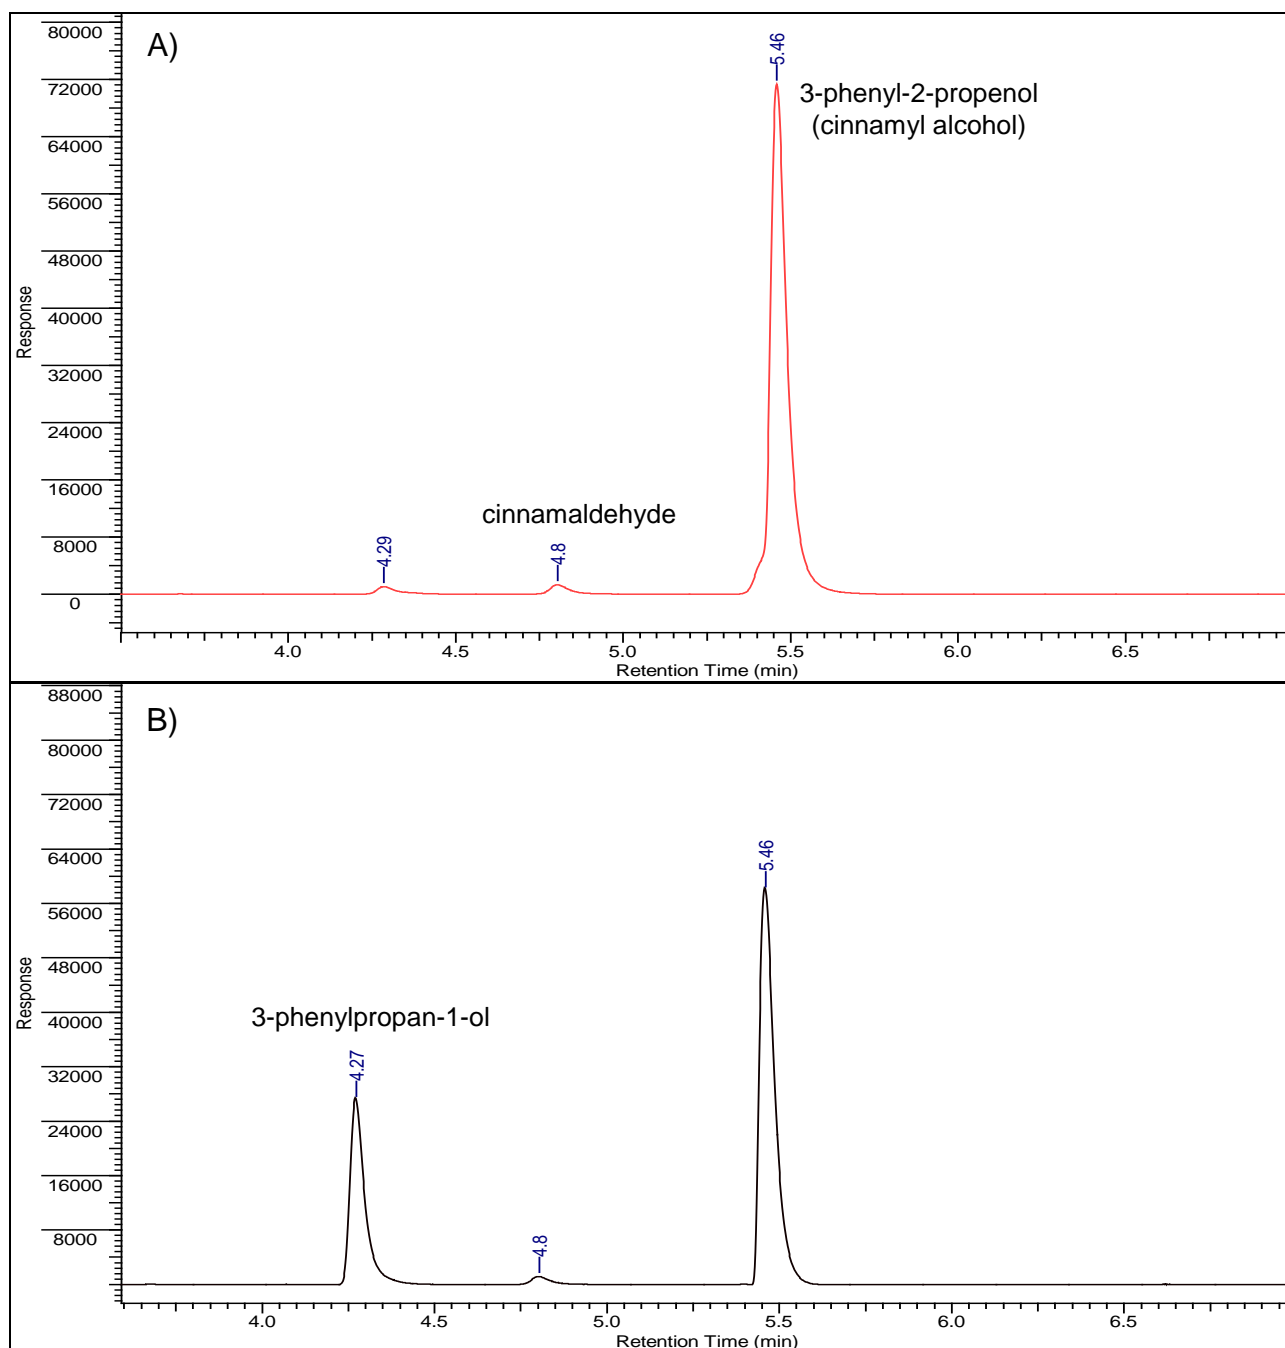 A)
80000
72000
64000
56000
48000
40000
32000
24000
16000
8000
0
Response
5.46
3-phenyl-2-propenol
(cinnamyl alcohol)
cinnamaldehyde
4.29
4.8
4.0 4.5 5.0 5.5 6.0 6.5
Retention Time (min)
B)
88000
80000
72000
64000
56000
48000
40000
32000
24000
16000
8000
Response
5.46
3-phenylpropan-1-ol
4.27
4.8
4.0 4.5 5.0 5.5 6.0 6.5
Retention Time (min)